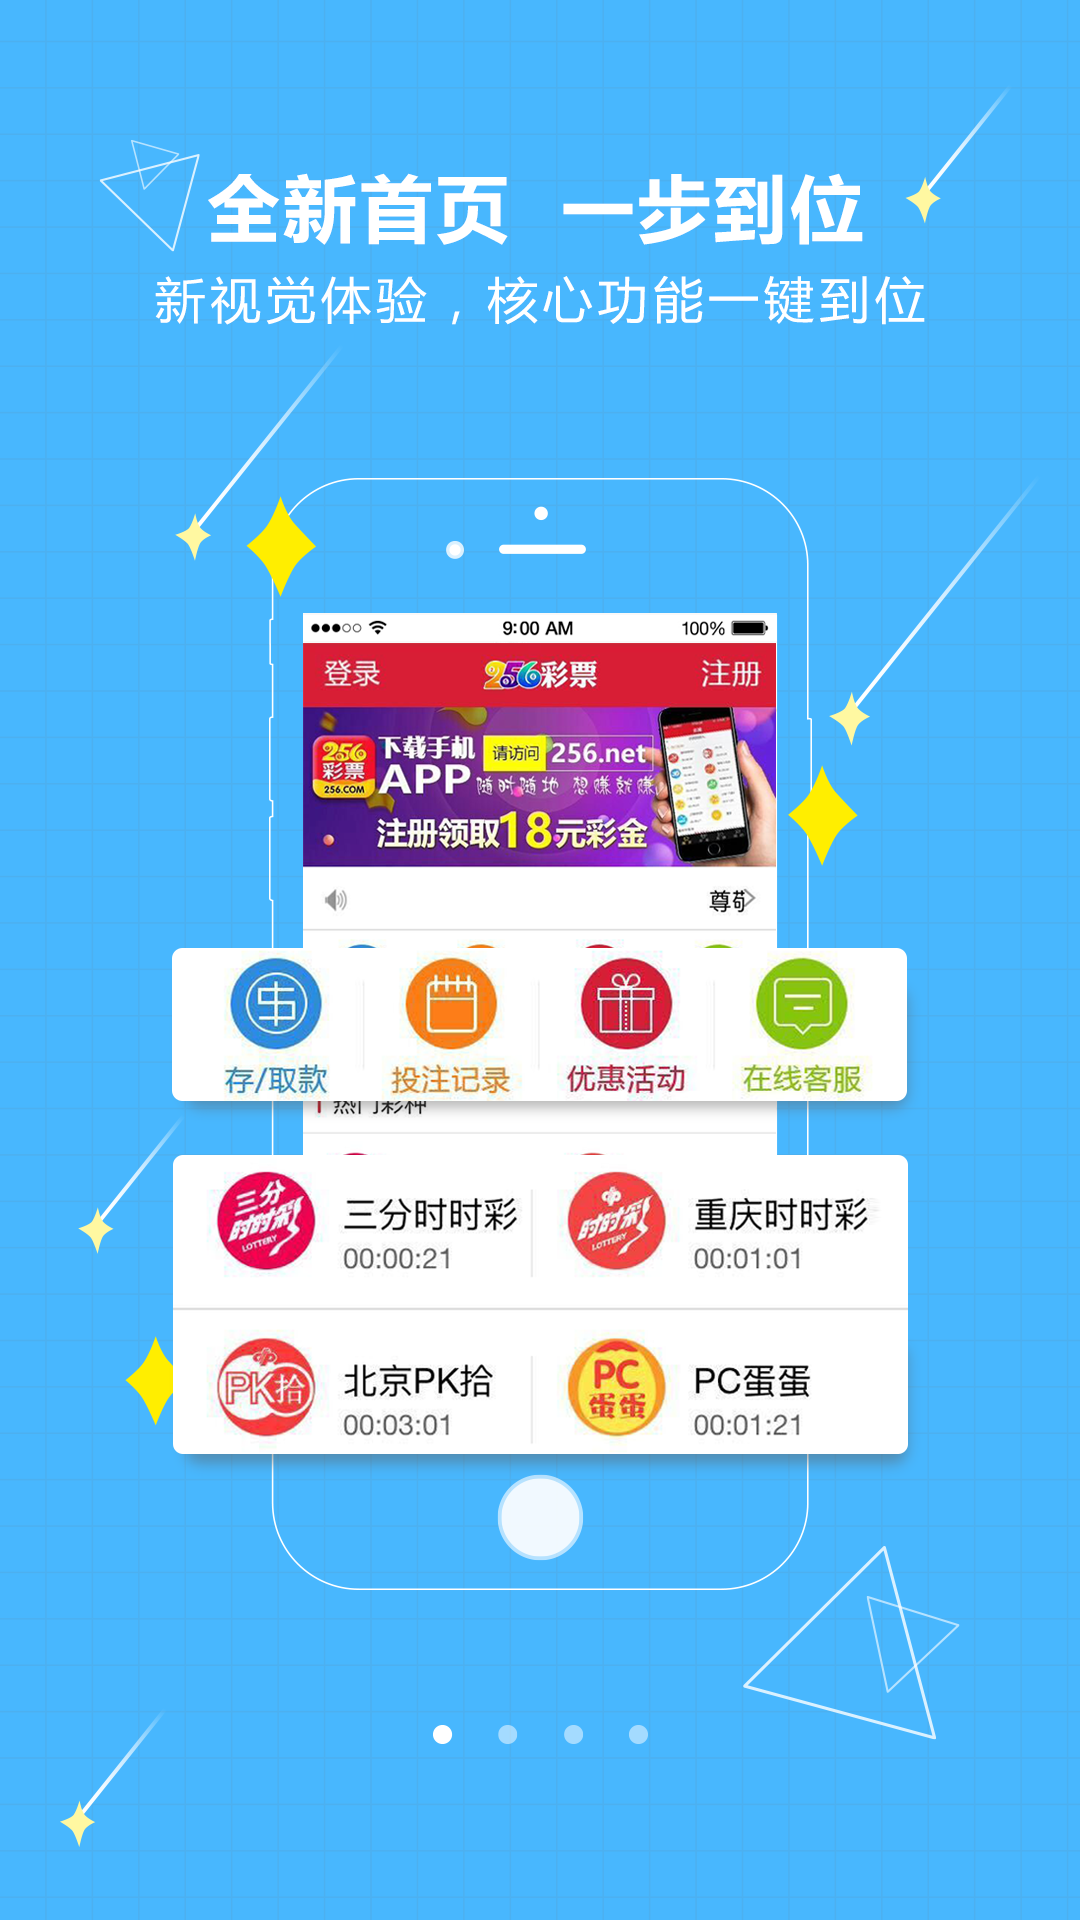 全新首页 一步到位
新视觉体验，核心功能一键到位
9:00 AM 100%
登录 256彩票 注册
256 彩票 256.COM
下载手机 请访问 256.net
APP 随时随地 想赚就赚
注册领取18元彩金
尊敬
存/取款 投注记录 优惠活动 在线客服
热门彩种
三分 时时彩 LOTTERY 三分时时彩 时时彩 LOTTERY 重庆时时彩
00:00:21 00:01:01
PK拾 北京PK拾 PC蛋蛋 PC蛋蛋
00:03:01 00:01:21